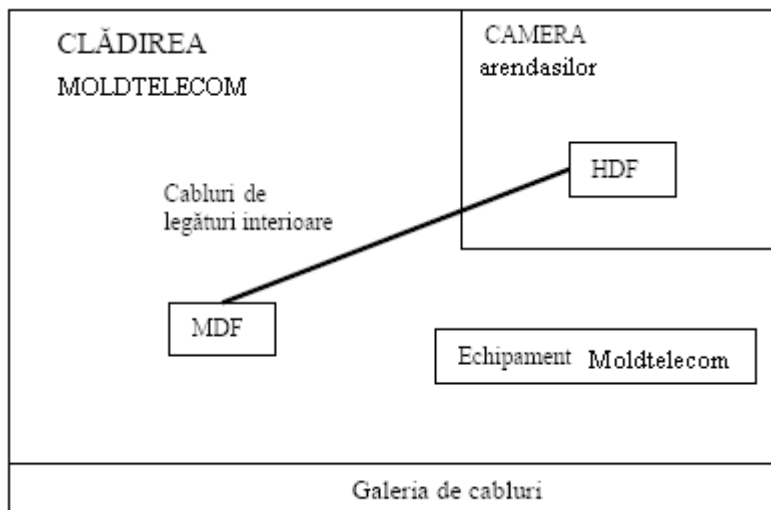 CLĂDIREA
MOLDTELECOM
CAMERA
arendasilor
HDF
Cabluri de
legături interioare
MDF
Echipament Moldtelecom
Galeria de cabluri